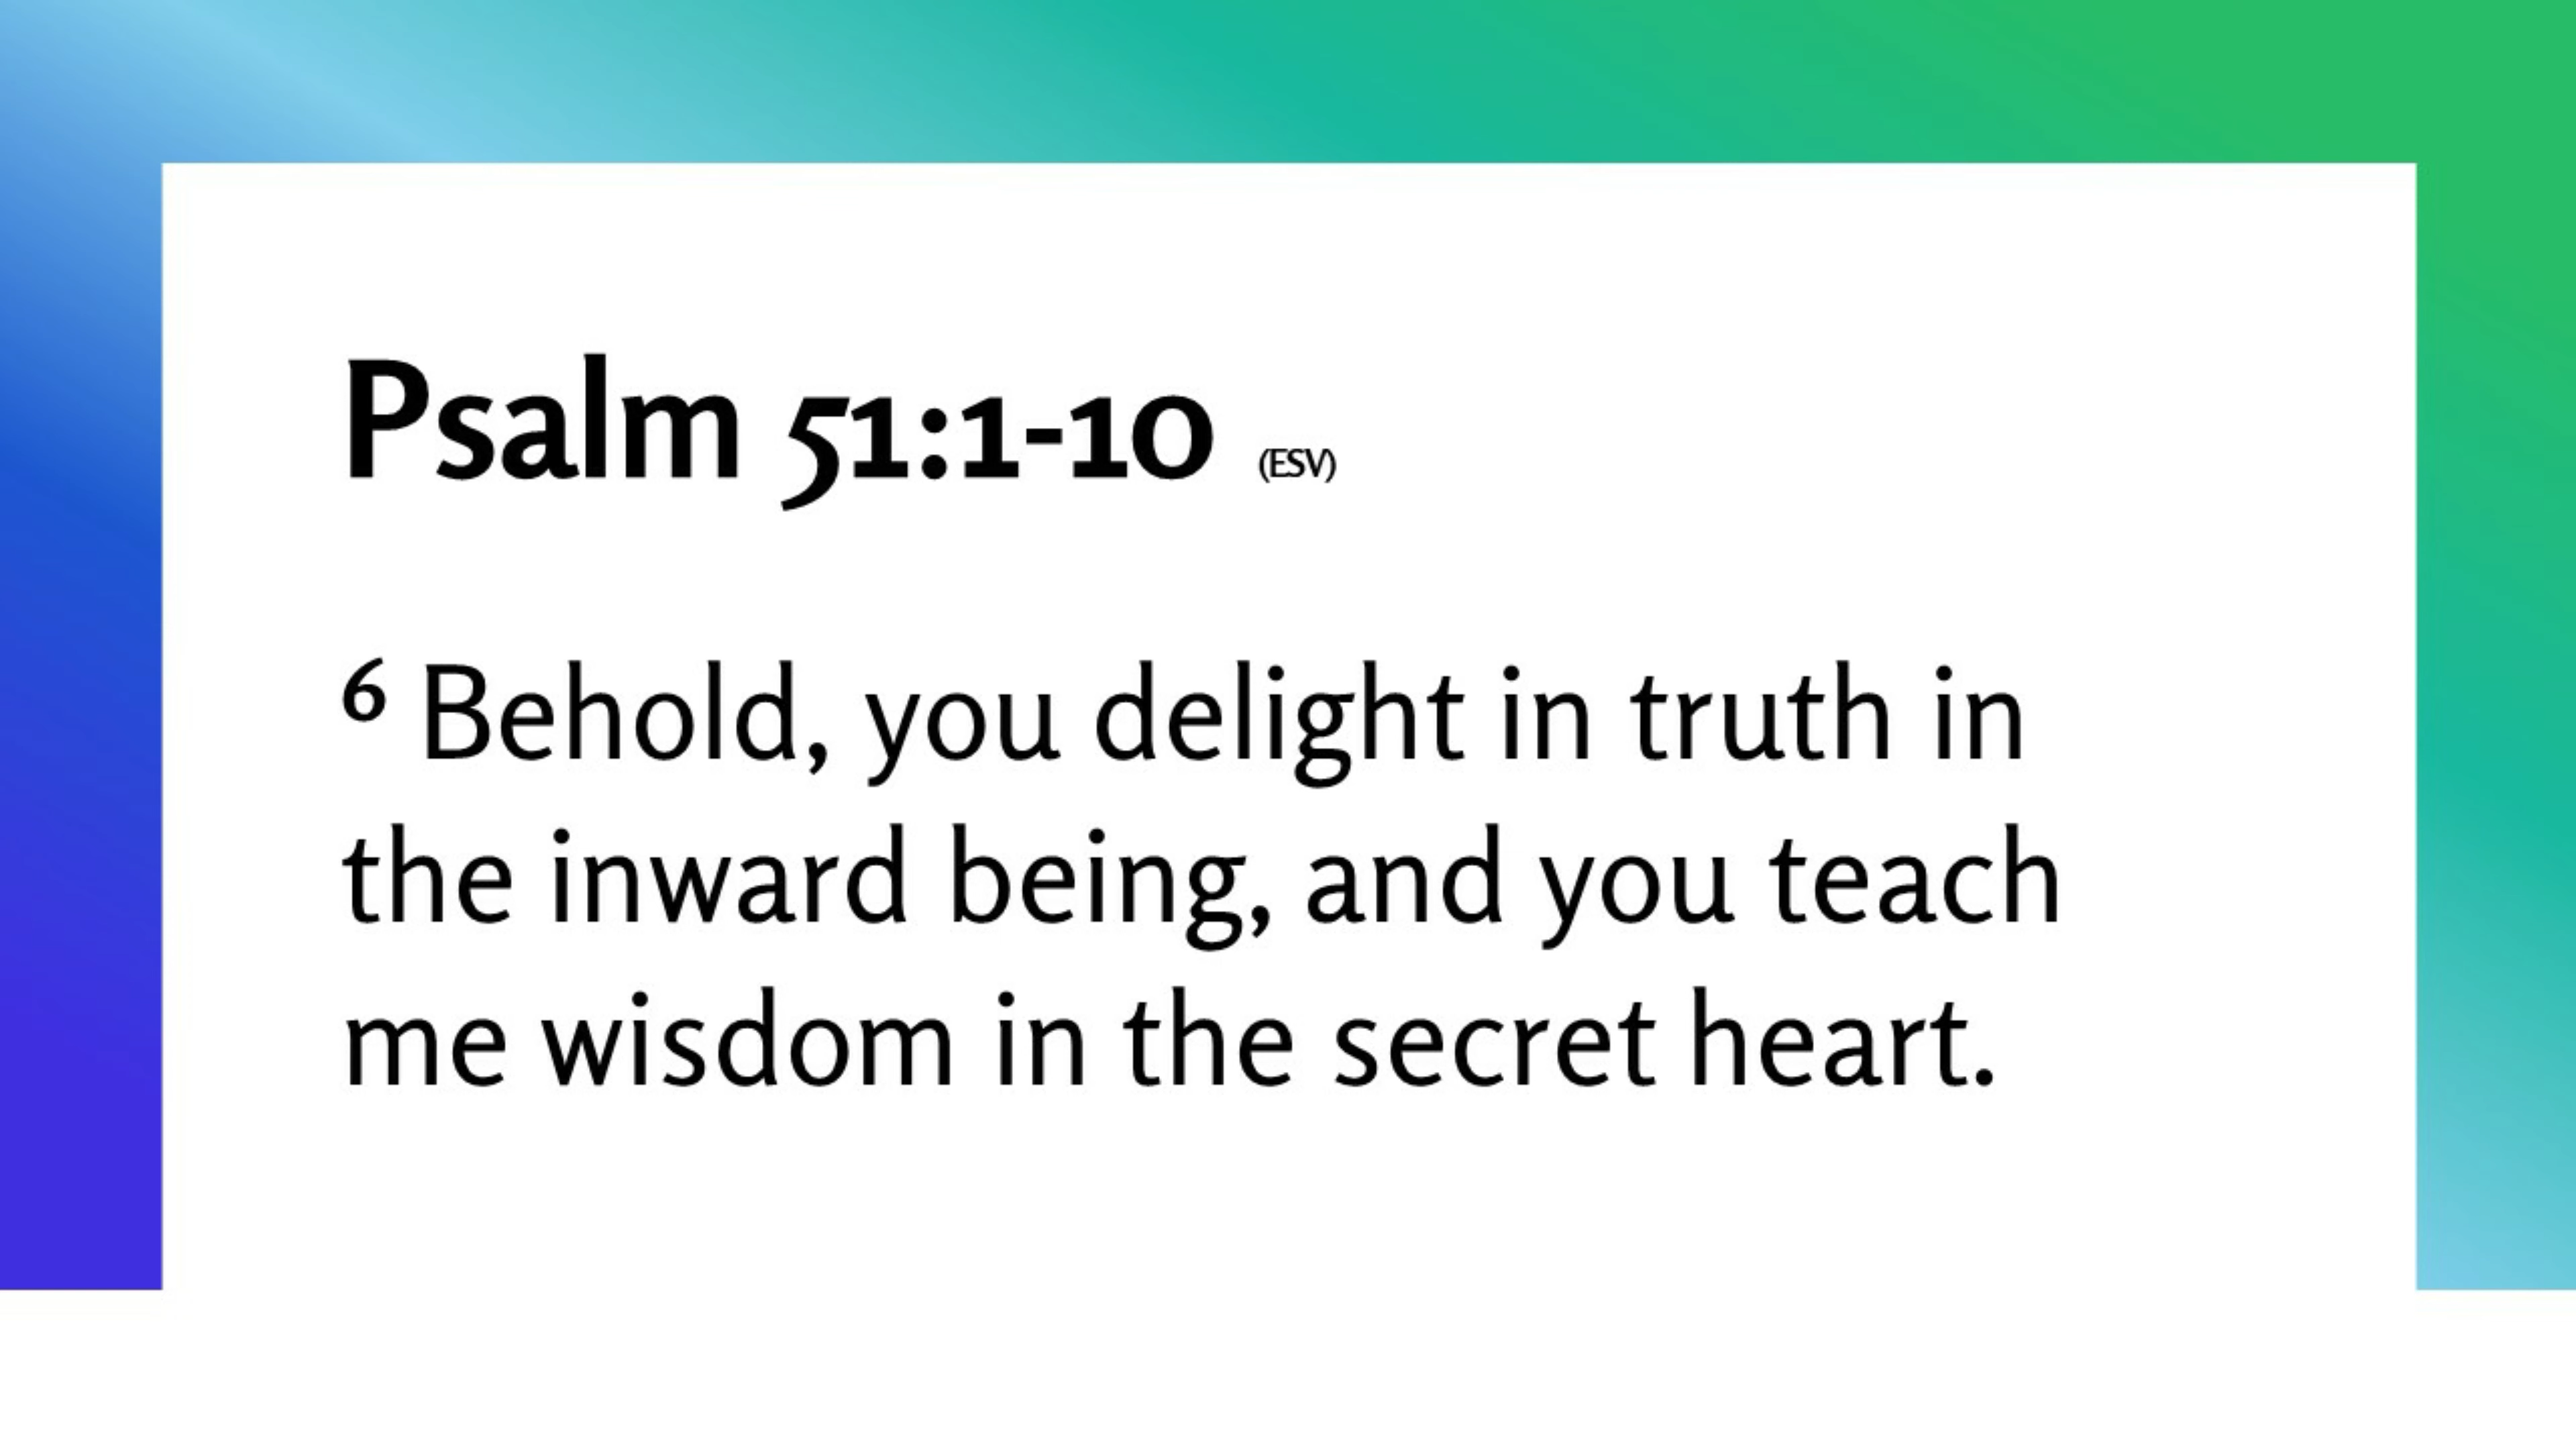 Psalm 51:1-10 (ESV)
6 Behold, you delight in truth in
the inward being, and you teach
me wisdom in the secret heart.